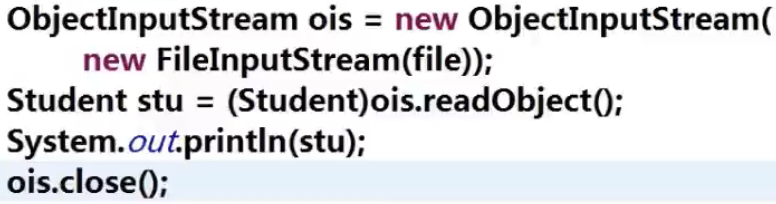 ObjectInputStream ois = new ObjectInputStream(
new FileInputStream(file));
Student stu = (Student)ois.readObject();
System.out.println(stu);
ois.close();